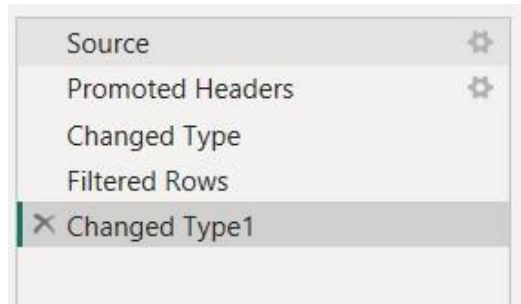 Source
Promoted Headers
Changed Type
Filtered Rows
Changed Type1